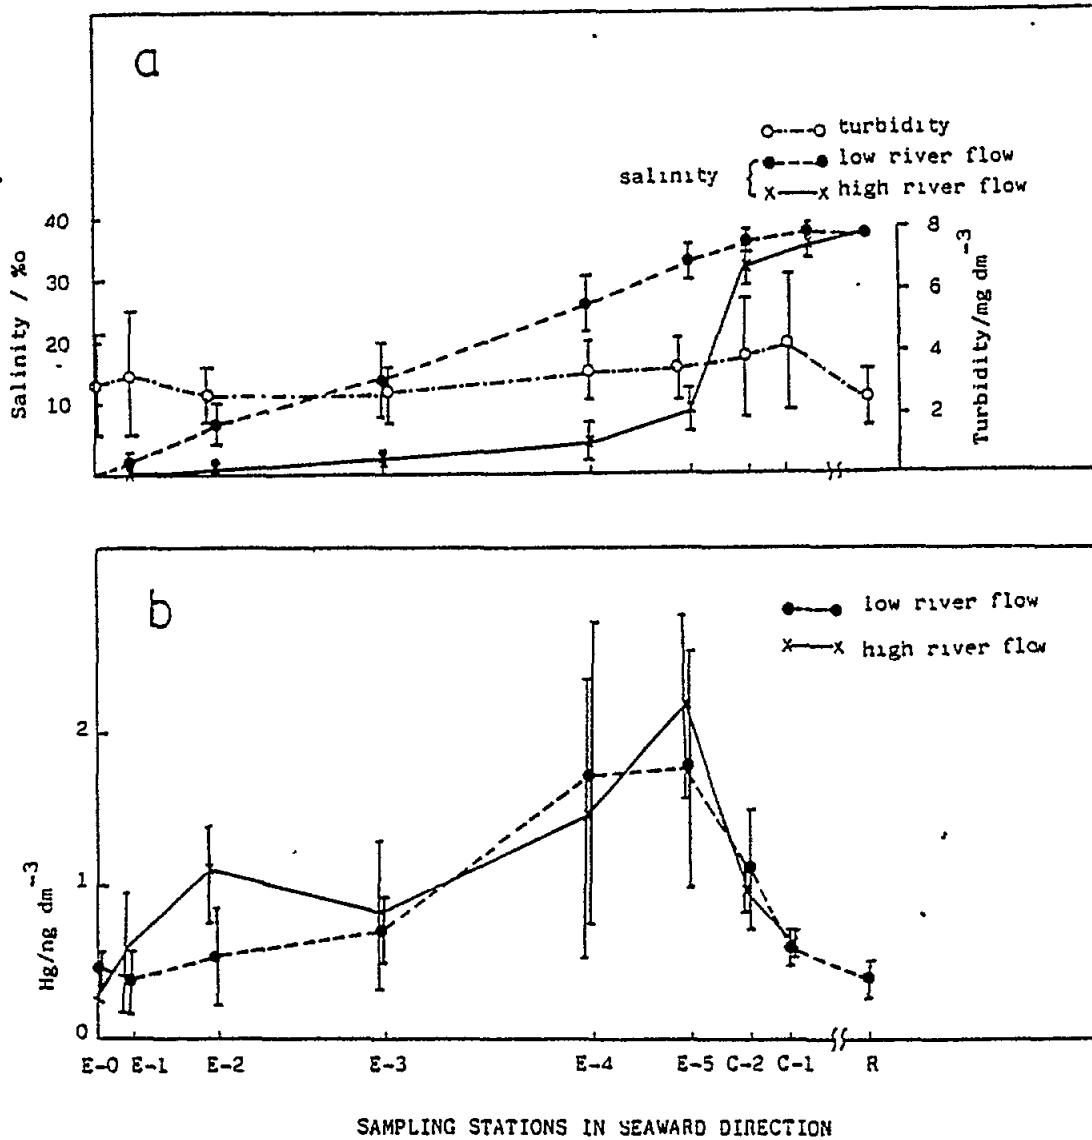 a
turbidity
low river flow
salinity
high river flow
40
30
20
10
Salinity / ‰
8
6
4
2
Turbidity/mg dm⁻³
b
low river flow
high river flow
2
1
0
Hg/ng dm⁻³
E-0 E-1 E-2 E-3 E-4 E-5 C-2 C-1 R
SAMPLING STATIONS IN SEAWARD DIRECTION